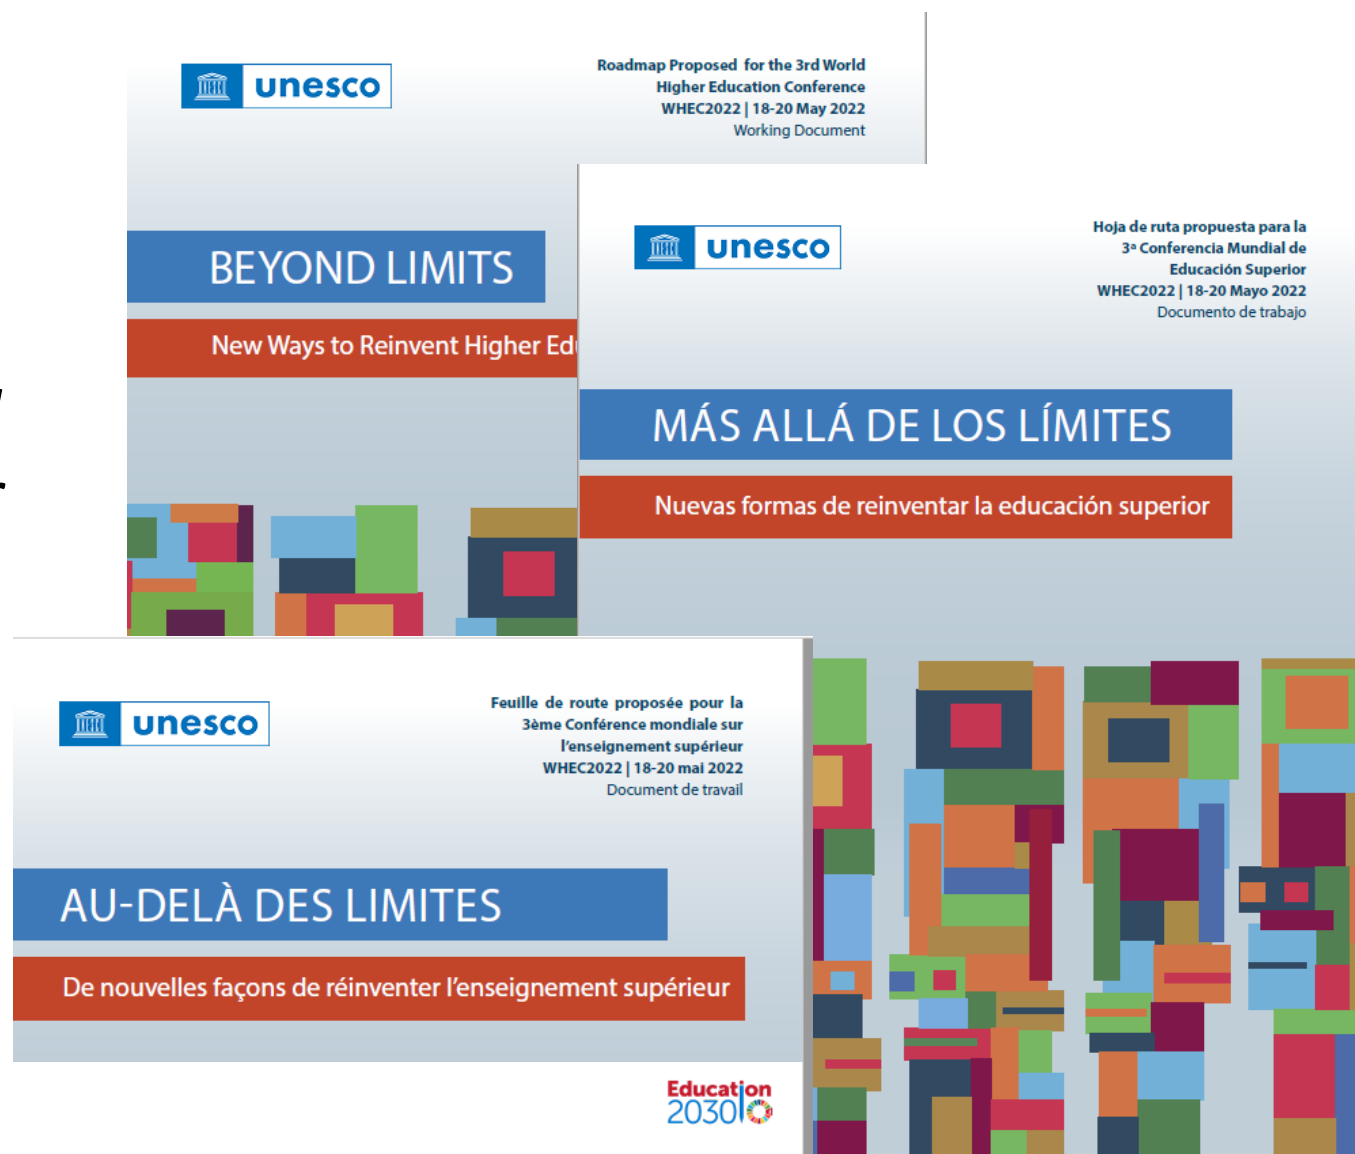 unesco
Roadmap Proposed for the 3rd World
Higher Education Conference
WHEC2022 | 18-20 May 2022
Working Document
BEYOND LIMITS
New Ways to Reinvent Higher
unesco
Hoja de ruta propuesta para la
3ª Conferencia Mundial de
Educación Superior
WHEC2022 | 18-20 Mayo 2022
Documento de trabajo
MÁS ALLÁ DE LOS LÍMITES
Nuevas formas de reinventar la educación superior
unesco
Feuille de route proposée pour la
3ème Conférence mondiale sur
l'enseignement supérieur
WHEC2022 | 18-20 mai 2022
Document de travail
AU-DELÀ DES LIMITES
De nouvelles façons de réinventer l'enseignement supérieur
Education
2030